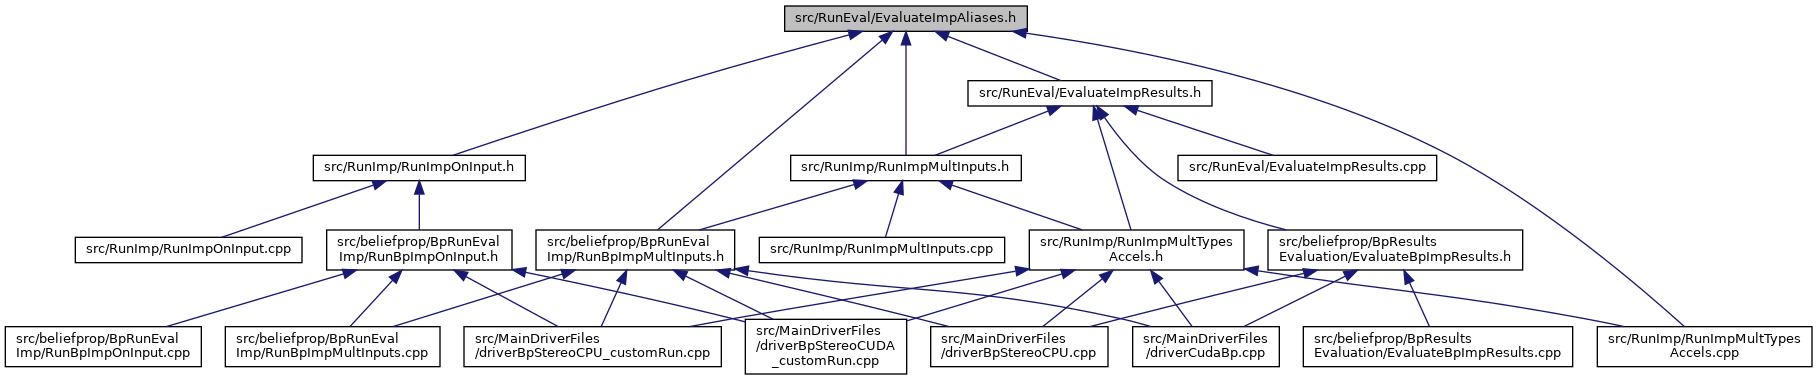 src/RunEval/EvaluateImpAliases.h
src/RunEval/EvaluateImpResults.h
src/RunImp/RunImpOnInput.h
src/RunImp/RunImpMultInputs.h
src/RunEval/EvaluateImpResults.cpp
src/RunImp/RunImpOnInput.cpp
src/beliefprop/BpRunEval
Imp/RunBpImpOnInput.h
src/beliefprop/BpRunEval
Imp/RunBpImpMultInputs.h
src/RunImp/RunImpMultInputs.cpp
src/RunImp/RunImpMultTypes
Accels.h
src/beliefprop/BpResults
Evaluation/EvaluateBpImpResults.h
src/beliefprop/BpRunEval
Imp/RunBpImpOnInput.cpp
src/beliefprop/BpRunEval
Imp/RunBpImpMultInputs.cpp
src/MainDriverFiles
/driverBpStereoCPU_customRun.cpp
src/MainDriverFiles
/driverBpStereoCUDA
_customRun.cpp
src/MainDriverFiles
/driverBpStereoCPU.cpp
src/MainDriverFiles
/driverCudaBp.cpp
src/beliefprop/BpResults
Evaluation/EvaluateBpImpResults.cpp
src/RunImp/RunImpMultTypes
Accels.cpp